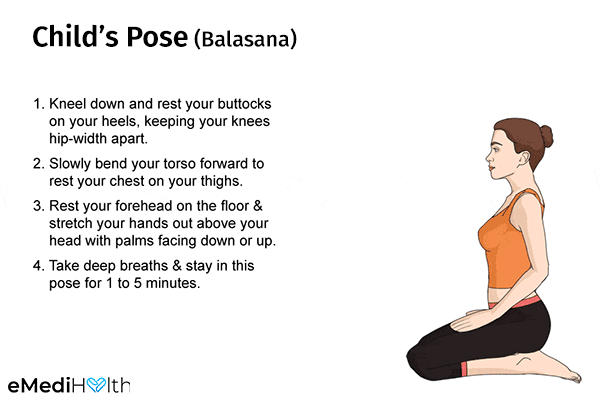 Child's Pose (Balasana)
1. Kneel down and rest your buttocks
on your heels, keeping your knees
hip-width apart.
2. Slowly bend your torso forward to
rest your chest on your thighs.
3. Rest your forehead on the floor &
stretch your hands out above your
head with palms facing down or up.
4. Take deep breaths & stay in this
pose for 1 to 5 minutes.
eMediHealth